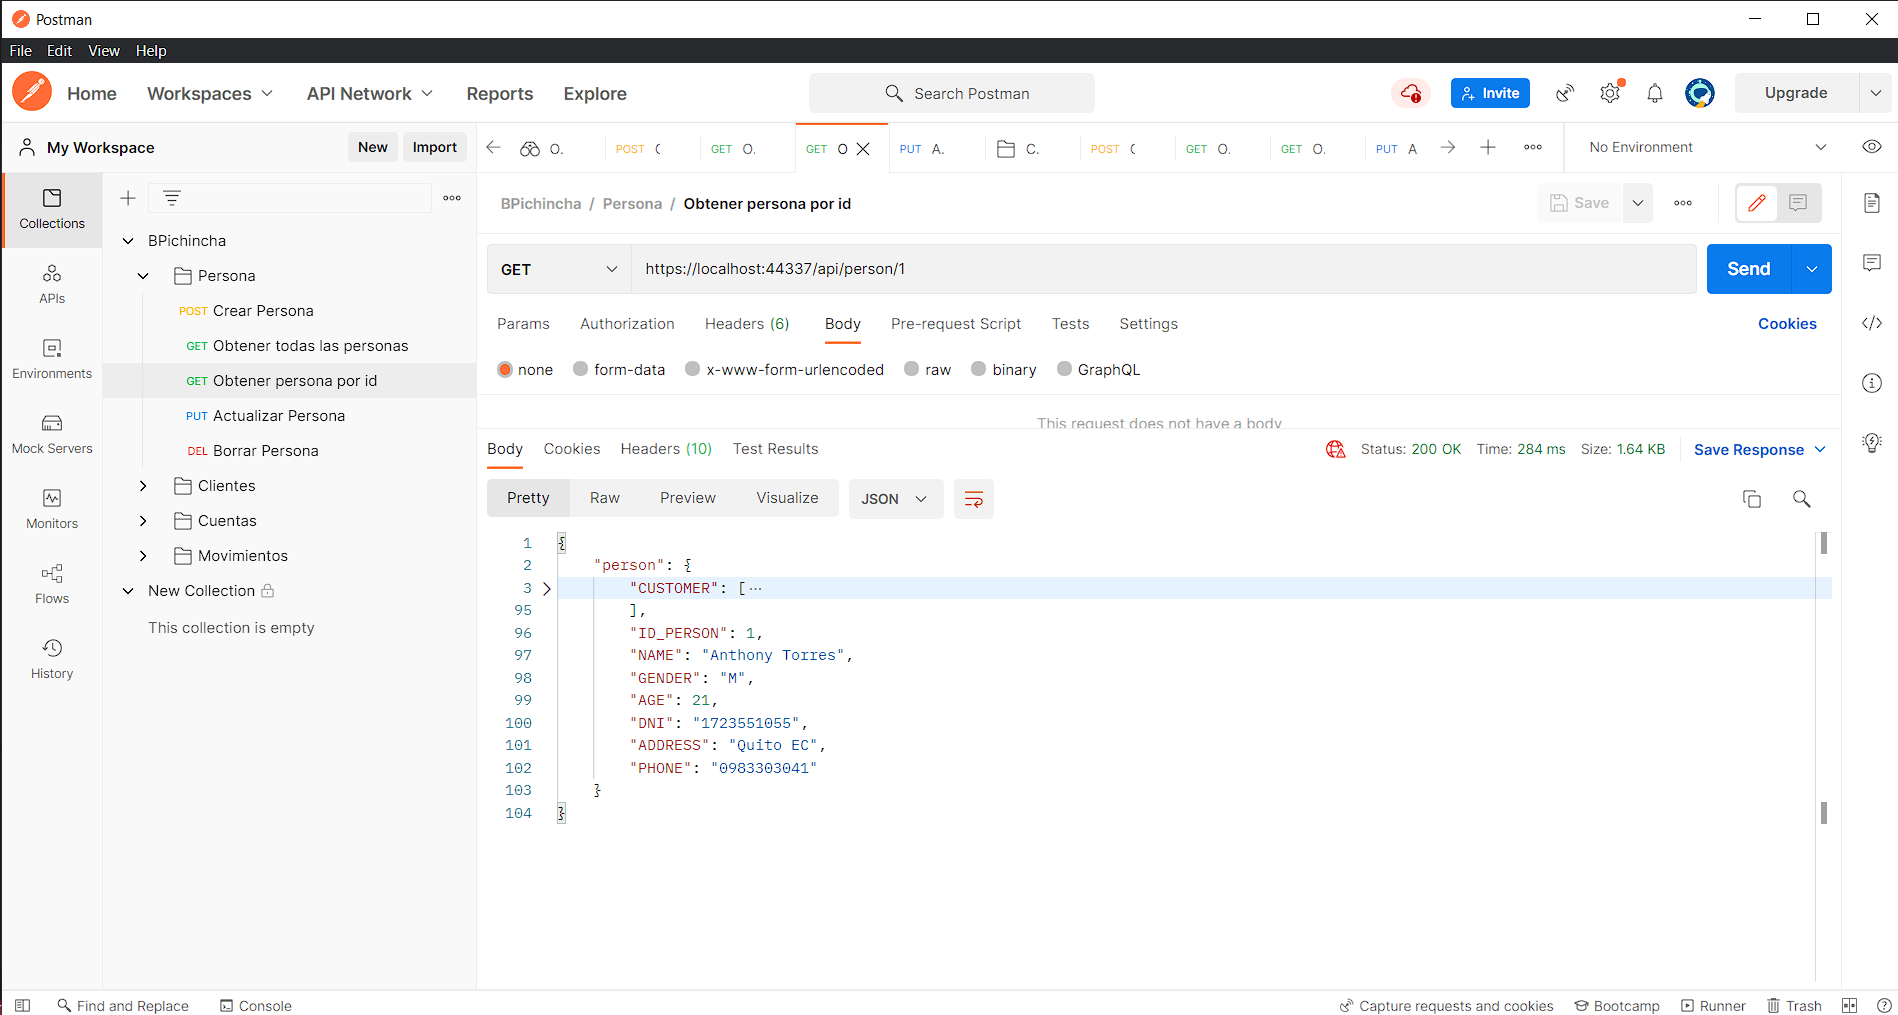 Postman
File Edit View Help
Home Workspaces API Network Reports Explore Search Postman Invite Upgrade
My Workspace New Import O. POST GET O. GET O PUT A. C. POST GET O. GET O. PUT A No Environment
Collections
APIs
Environments
Mock Servers
Monitors
Flows
History
BPichincha
Persona
POST Crear Persona
GET Obtener todas las personas
GET Obtener persona por id
PUT Actualizar Persona
DEL Borrar Persona
Clientes
Cuentas
Movimientos
New Collection
This collection is empty
BPichincha / Persona / Obtener persona por id Save
GET https://localhost:44337/api/person/1 Send
Params Authorization Headers (6) Body Pre-request Script Tests Settings Cookies
none form-data x-www-form-urlencoded raw binary GraphQL
This request does not have a body
Body Cookies Headers (10) Test Results Status: 200 OK Time: 284 ms Size: 1.64 KB Save Response
Pretty Raw Preview Visualize JSON
1 {
2 "person": {
3 "CUSTOMER": [···
95 ],
96 "ID_PERSON": 1,
97 "NAME": "Anthony Torres",
98 "GENDER": "M",
99 "AGE": 21,
100 "DNI": "1723551055",
101 "ADDRESS": "Quito EC",
102 "PHONE": "0983303041"
103 }
104 }
Find and Replace Console Capture requests and cookies Bootcamp Runner Trash